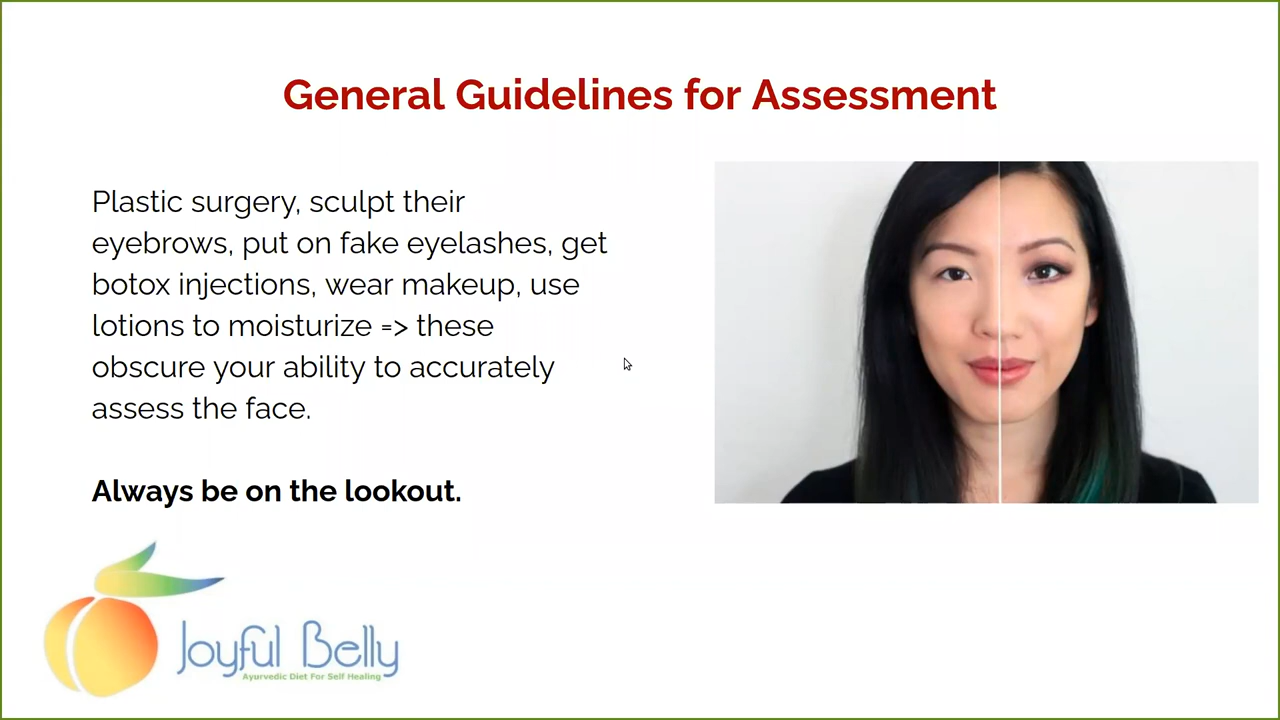 General Guidelines for Assessment
Plastic surgery, sculpt their
eyebrows, put on fake eyelashes, get
botox injections, wear makeup, use
lotions to moisturize => these
obscure your ability to accurately
assess the face.
Always be on the lookout.
Joyful Belly
Ayurvedic Diet For Self Healing